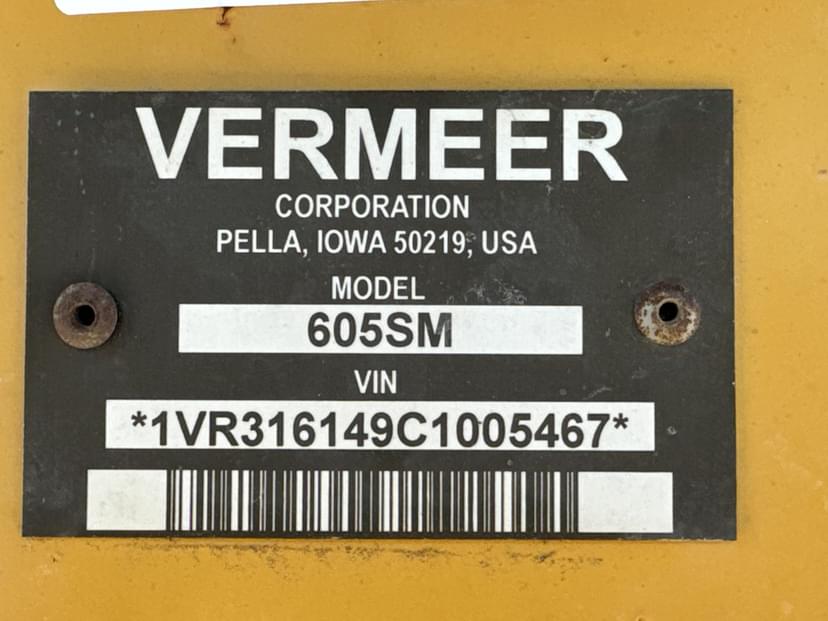 VERMEER
CORPORATION
PELLA, IOWA 50219, USA
MODEL
605SM
VIN
*1VR316149C1005467*